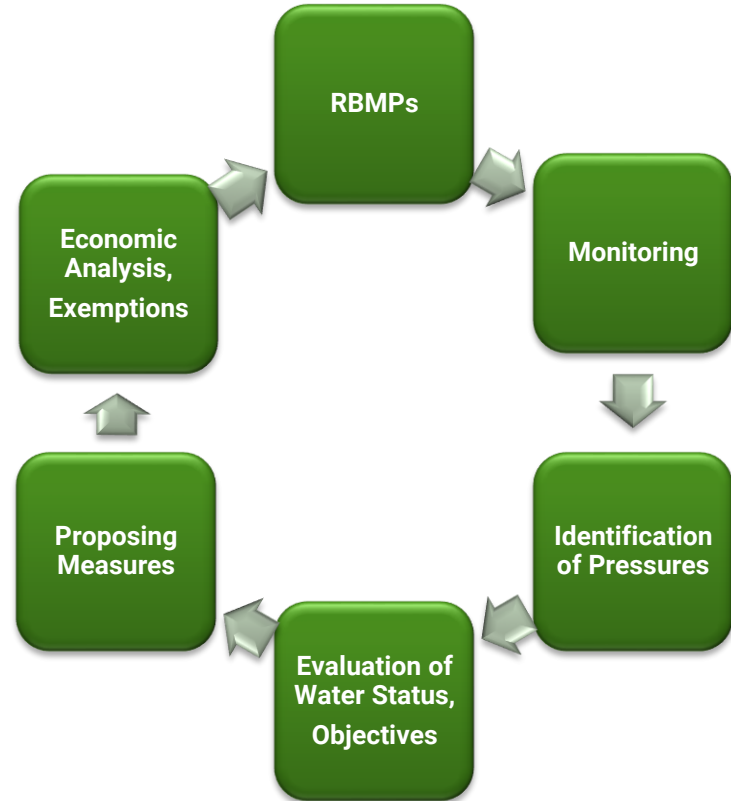 RBMPs
Monitoring
Identification
of Pressures
Evaluation of
Water Status,
Objectives
Proposing
Measures
Economic
Analysis,
Exemptions